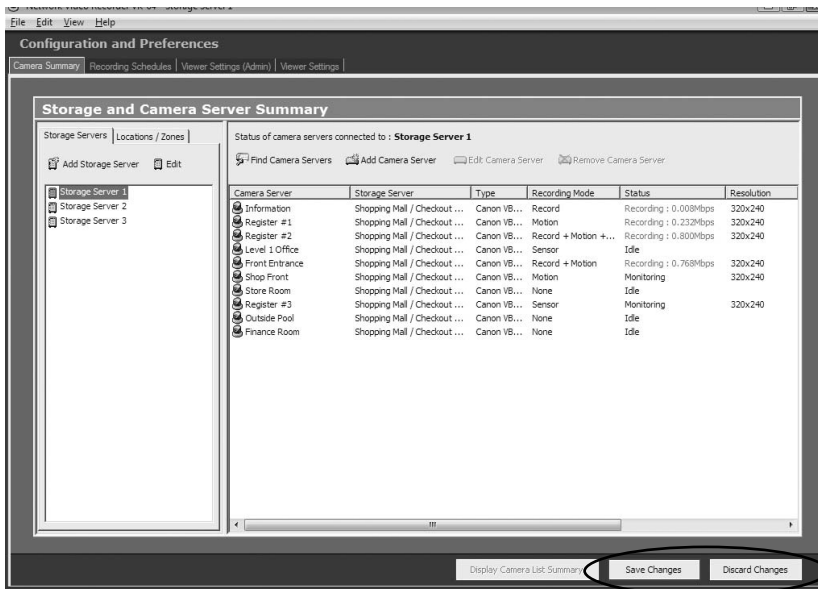 Network Video Recorder VK-64 - Storage Server 1
File Edit View Help
Configuration and Preferences
Camera Summary Recording Schedules Viewer Settings (Admin) Viewer Settings
Storage and Camera Server Summary
Storage Servers Locations / Zones
Status of camera servers connected to : Storage Server 1
Add Storage Server Edit
Find Camera Servers Add Camera Server Edit Camera Server Remove Camera Server
Storage Server 1
Storage Server 2
Storage Server 3
Camera Server Storage Server Type Recording Mode Status Resolution
Information Shopping Mall / Checkout ... Canon VB... Record Recording : 0.008Mbps 320x240
Register #1 Shopping Mall / Checkout ... Canon VB... Motion Recording : 0.232Mbps 320x240
Register #2 Shopping Mall / Checkout ... Canon VB... Record + Motion +... Recording : 0.800Mbps 320x240
Level 1 Office Shopping Mall / Checkout ... Canon VB... Sensor Idle
Front Entrance Shopping Mall / Checkout ... Canon VB... Record + Motion Recording : 0.768Mbps 320x240
Shop Front Shopping Mall / Checkout ... Canon VB... Motion Monitoring 320x240
Store Room Shopping Mall / Checkout ... Canon VB... None Idle
Register #3 Shopping Mall / Checkout ... Canon VB... Sensor Monitoring 320x240
Outside Pool Shopping Mall / Checkout ... Canon VB... None Idle
Finance Room Shopping Mall / Checkout ... Canon VB... None Idle
Display Camera List Summary Save Changes Discard Changes